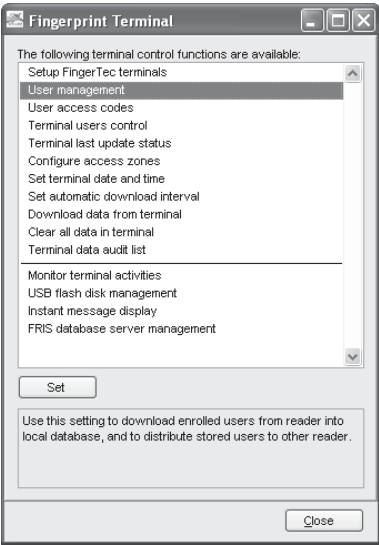 Fingerprint Terminal
The following terminal control functions are available:
Setup FingerTec terminals
User management
User access codes
Terminal users control
Terminal last update status
Configure access zones
Set terminal date and time
Set automatic download interval
Download data from terminal
Clear all data in terminal
Terminal data audit list
Monitor terminal activities
USB flash disk management
Instant message display
FRIS database server management
Set
Use this setting to download enrolled users from reader into
local database, and to distribute stored users to other reader.
Close